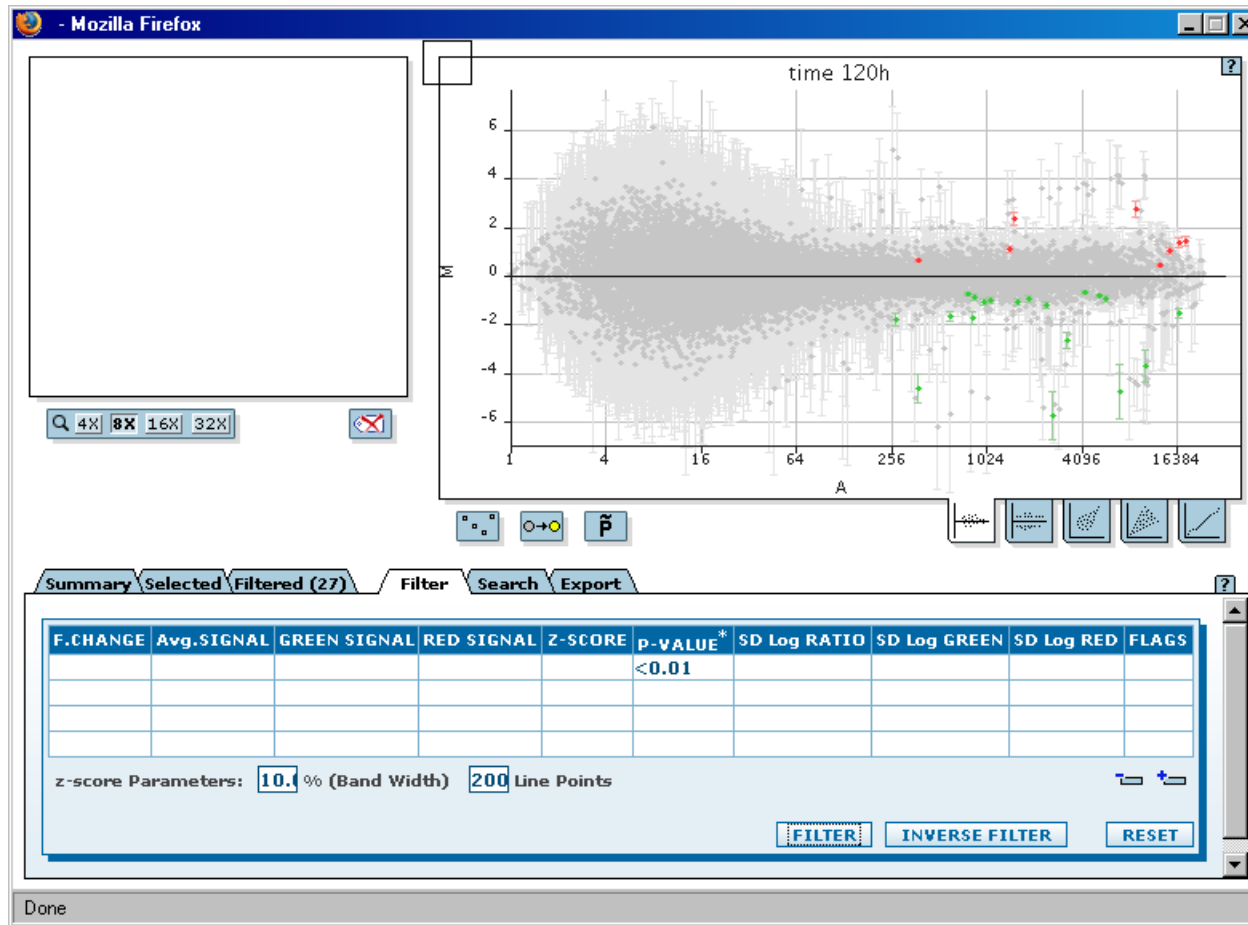 - Mozilla Firefox
?
time 120h
6
4
2
0
-2
-4
-6
M
1 4 16 64 256 1024 4096 16384
A
4X 8X 16X 32X
P̃
Summary Selected Filtered (27) Filter Search Export
?
F.CHANGE Avg.SIGNAL GREEN SIGNAL RED SIGNAL Z-SCORE P-VALUE* SD Log RATIO SD Log GREEN SD Log RED FLAGS
<0.01
z-score Parameters: 10. % (Band Width) 200 Line Points
FILTER INVERSE FILTER RESET
Done